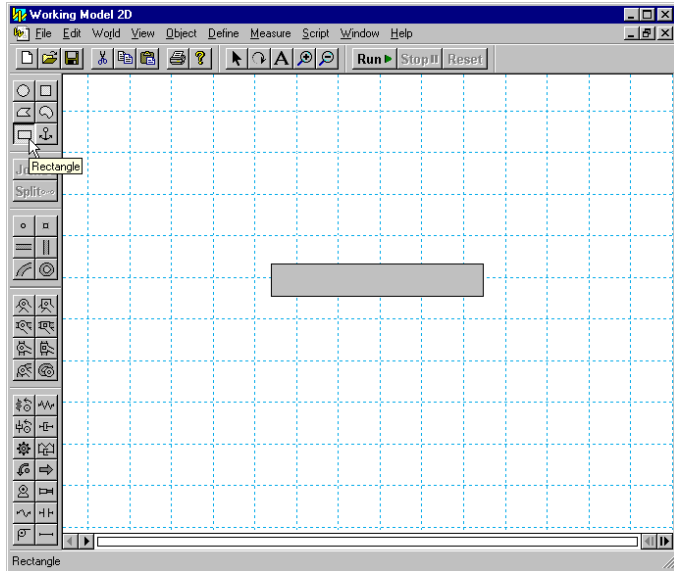 Working Model 2D
File Edit World View Object Define Measure Script Window Help
A Run Stop Reset
Rectangle
Split
Rectangle